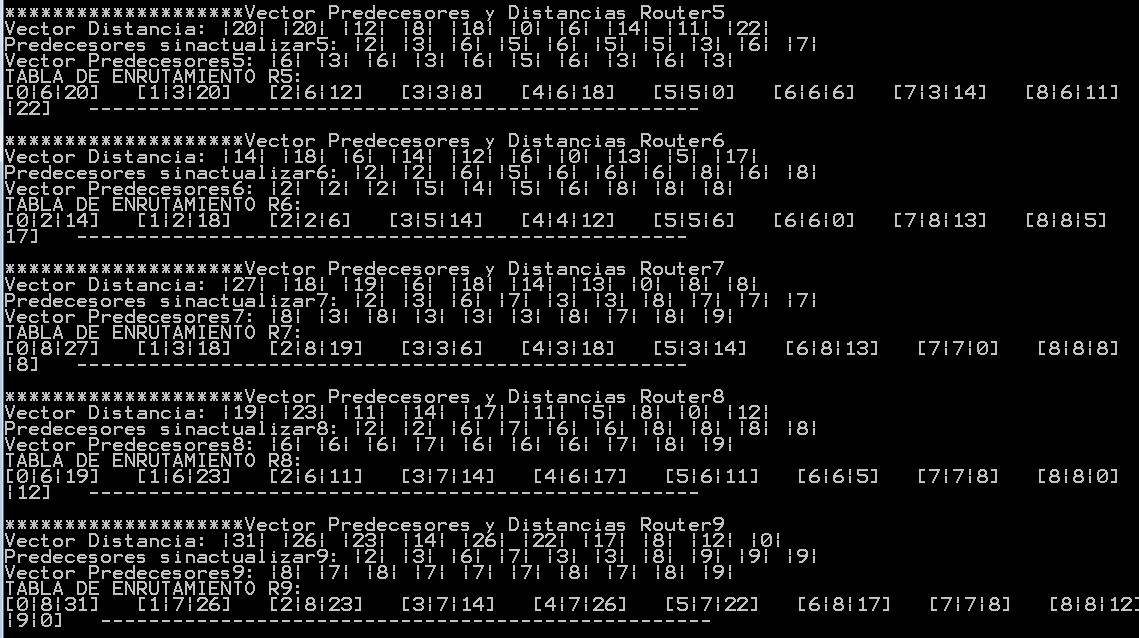 ********************Vector Predecesores y Distancias Router5
Vector Distancia: |20| |20| |12| |8| |18| |0| |6| |14| |11| |22|
Predecesores sinactualizar5: |2| |3| |6| |5| |6| |5| |5| |3| |6| |7|
Vector Predecesores5: |6| |3| |6| |3| |6| |5| |6| |3| |6| |3|
TABLA DE ENRUTAMIENTO R5:
[0|6|20] [1|3|20] [2|6|12] [3|3|8] [4|6|18] [5|5|0] [6|6|6] [7|3|14] [8|6|11]
|22] ---------------------------------------------------
********************Vector Predecesores y Distancias Router6
Vector Distancia: |14| |18| |6| |14| |12| |6| |0| |13| |5| |17|
Predecesores sinactualizar6: |2| |2| |6| |5| |6| |6| |6| |8| |6| |8|
Vector Predecesores6: |2| |2| |2| |5| |4| |5| |6| |8| |8| |8|
TABLA DE ENRUTAMIENTO R6:
[0|2|14] [1|2|18] [2|2|6] [3|5|14] [4|4|12] [5|5|6] [6|6|0] [7|8|13] [8|8|5]
17] ---------------------------------------------------
********************Vector Predecesores y Distancias Router7
Vector Distancia: |27| |18| |19| |6| |18| |14| |13| |0| |8| |8|
Predecesores sinactualizar7: |2| |3| |6| |7| |3| |3| |8| |7| |7| |7|
Vector Predecesores7: |8| |3| |8| |3| |3| |3| |8| |7| |8| |9|
TABLA DE ENRUTAMIENTO R7:
[0|8|27] [1|3|18] [2|8|19] [3|3|6] [4|3|18] [5|3|14] [6|8|13] [7|7|0] [8|8|8]
|8] ---------------------------------------------------
********************Vector Predecesores y Distancias Router8
Vector Distancia: |19| |23| |11| |14| |17| |11| |5| |8| |0| |12|
Predecesores sinactualizar8: |2| |2| |6| |7| |6| |6| |8| |8| |8| |8|
Vector Predecesores8: |6| |6| |6| |7| |6| |6| |6| |7| |8| |9|
TABLA DE ENRUTAMIENTO R8:
[0|6|19] [1|6|23] [2|6|11] [3|7|14] [4|6|17] [5|6|11] [6|6|5] [7|7|8] [8|8|0]
|12] ---------------------------------------------------
********************Vector Predecesores y Distancias Router9
Vector Distancia: |31| |26| |23| |14| |26| |22| |17| |8| |12| |0|
Predecesores sinactualizar9: |2| |3| |6| |7| |3| |3| |8| |9| |9| |9|
Vector Predecesores9: |8| |7| |8| |7| |7| |7| |8| |7| |8| |9|
TABLA DE ENRUTAMIENTO R9:
[0|8|31] [1|7|26] [2|8|23] [3|7|14] [4|7|26] [5|7|22] [6|8|17] [7|7|8] [8|8|12]
|9|0] ---------------------------------------------------